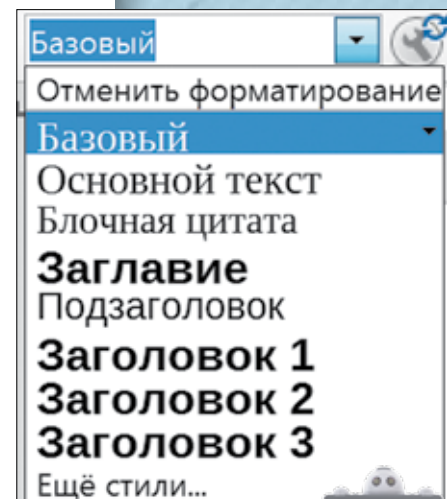 Базовый
Отменить форматирование
Базовый
Основной текст
Блочная цитата
Заглавие
Подзаголовок
Заголовок 1
Заголовок 2
Заголовок 3
Ещё стили...